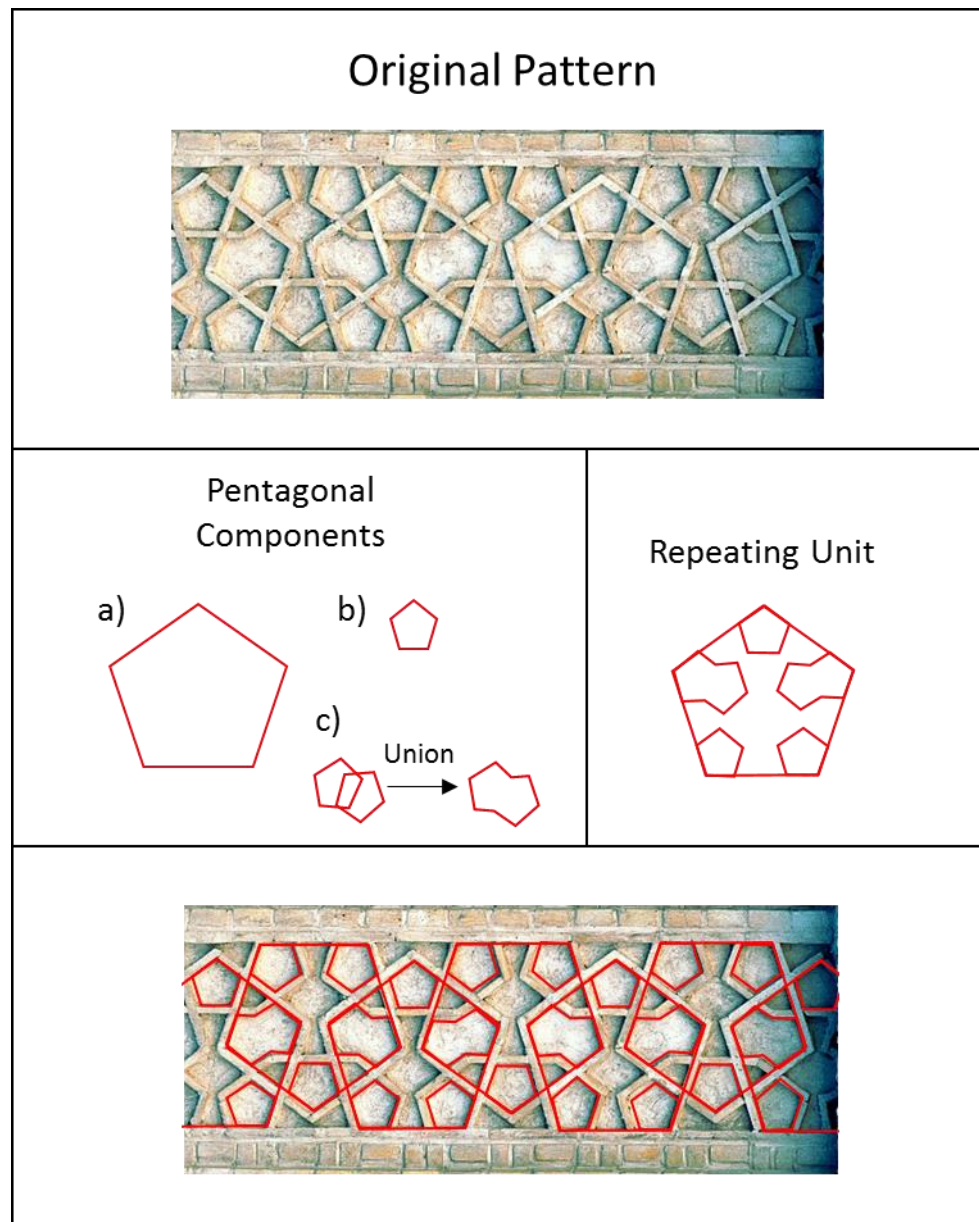 Original Pattern
Pentagonal
Components
a)
b)
c)
Union
Repeating Unit